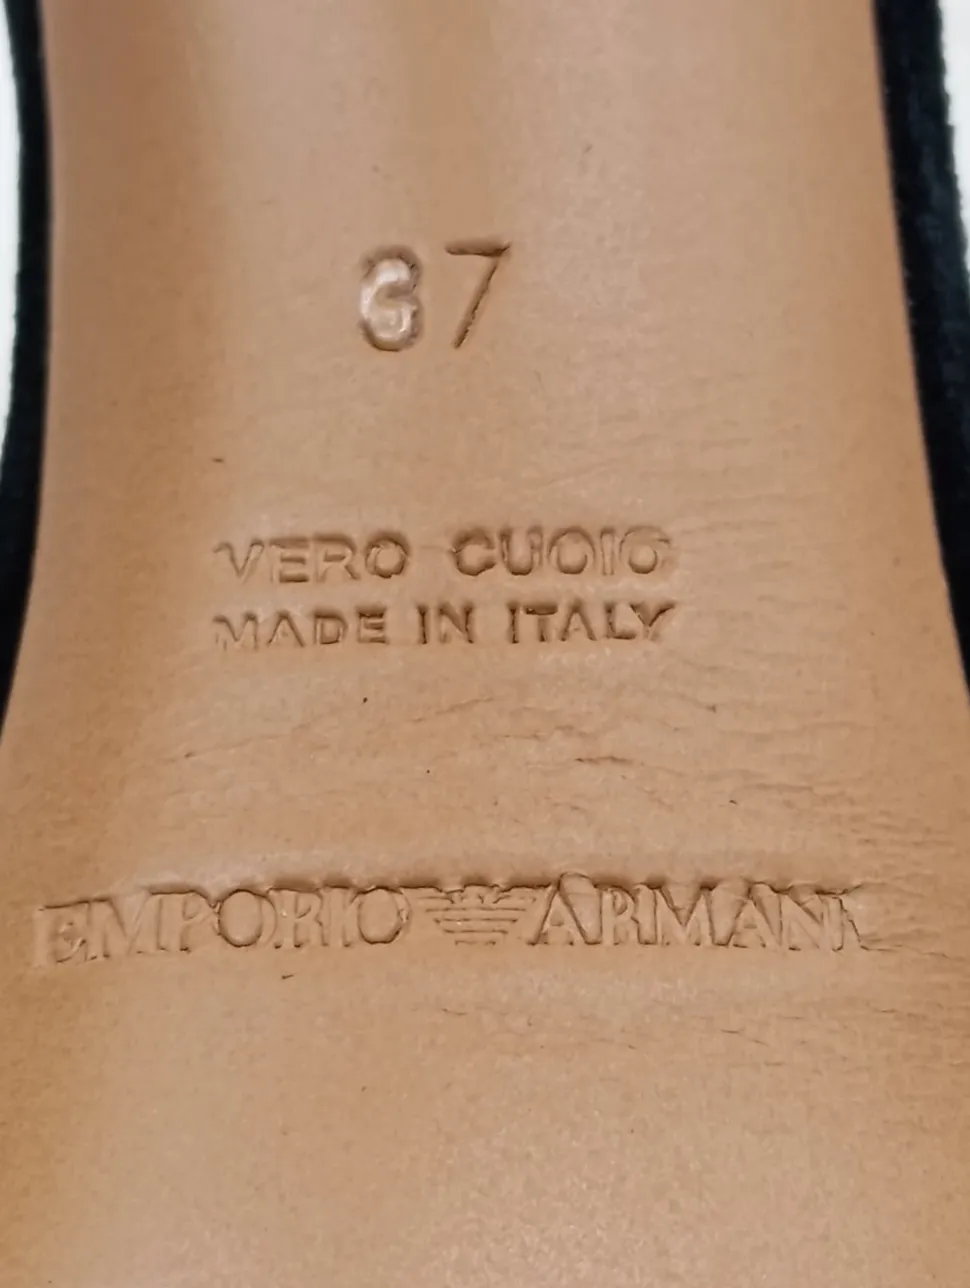 37
VERO CUOIO
MADE IN ITALY
EMPORIO ARMANI